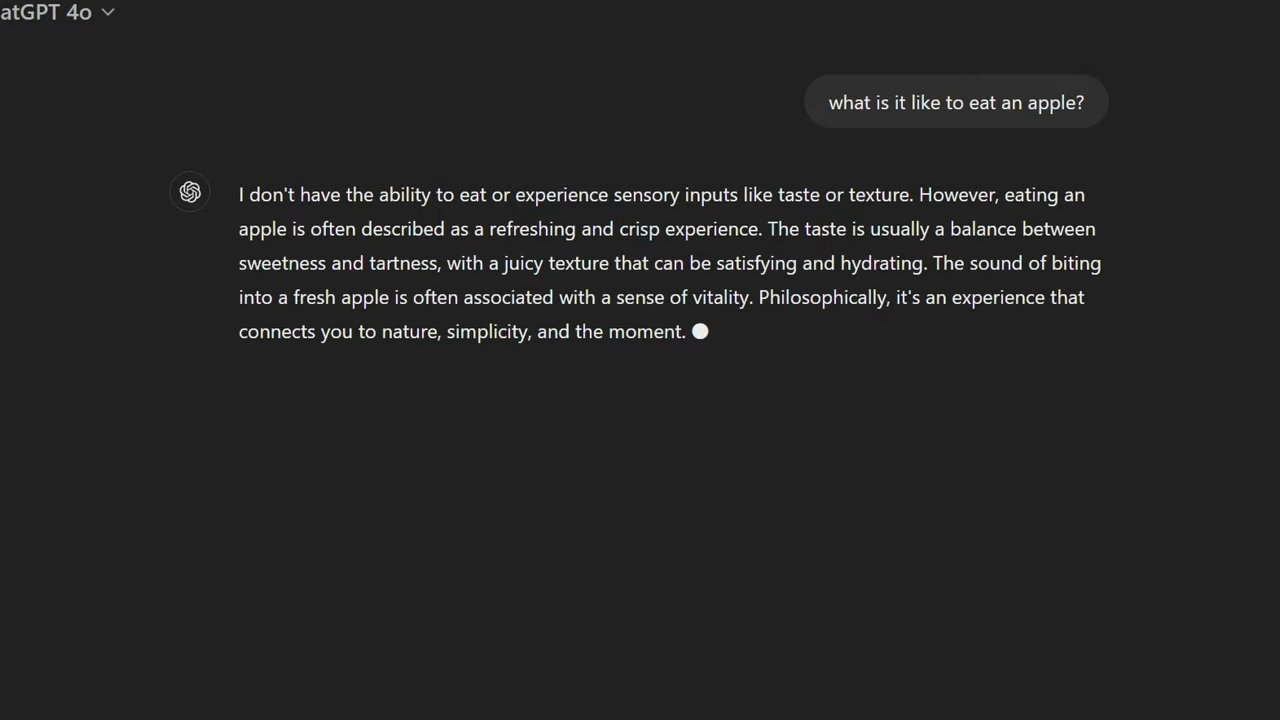 atGPT 4o
what is it like to eat an apple?
I don't have the ability to eat or experience sensory inputs like taste or texture. However, eating an
apple is often described as a refreshing and crisp experience. The taste is usually a balance between
sweetness and tartness, with a juicy texture that can be satisfying and hydrating. The sound of biting
into a fresh apple is often associated with a sense of vitality. Philosophically, it's an experience that
connects you to nature, simplicity, and the moment.